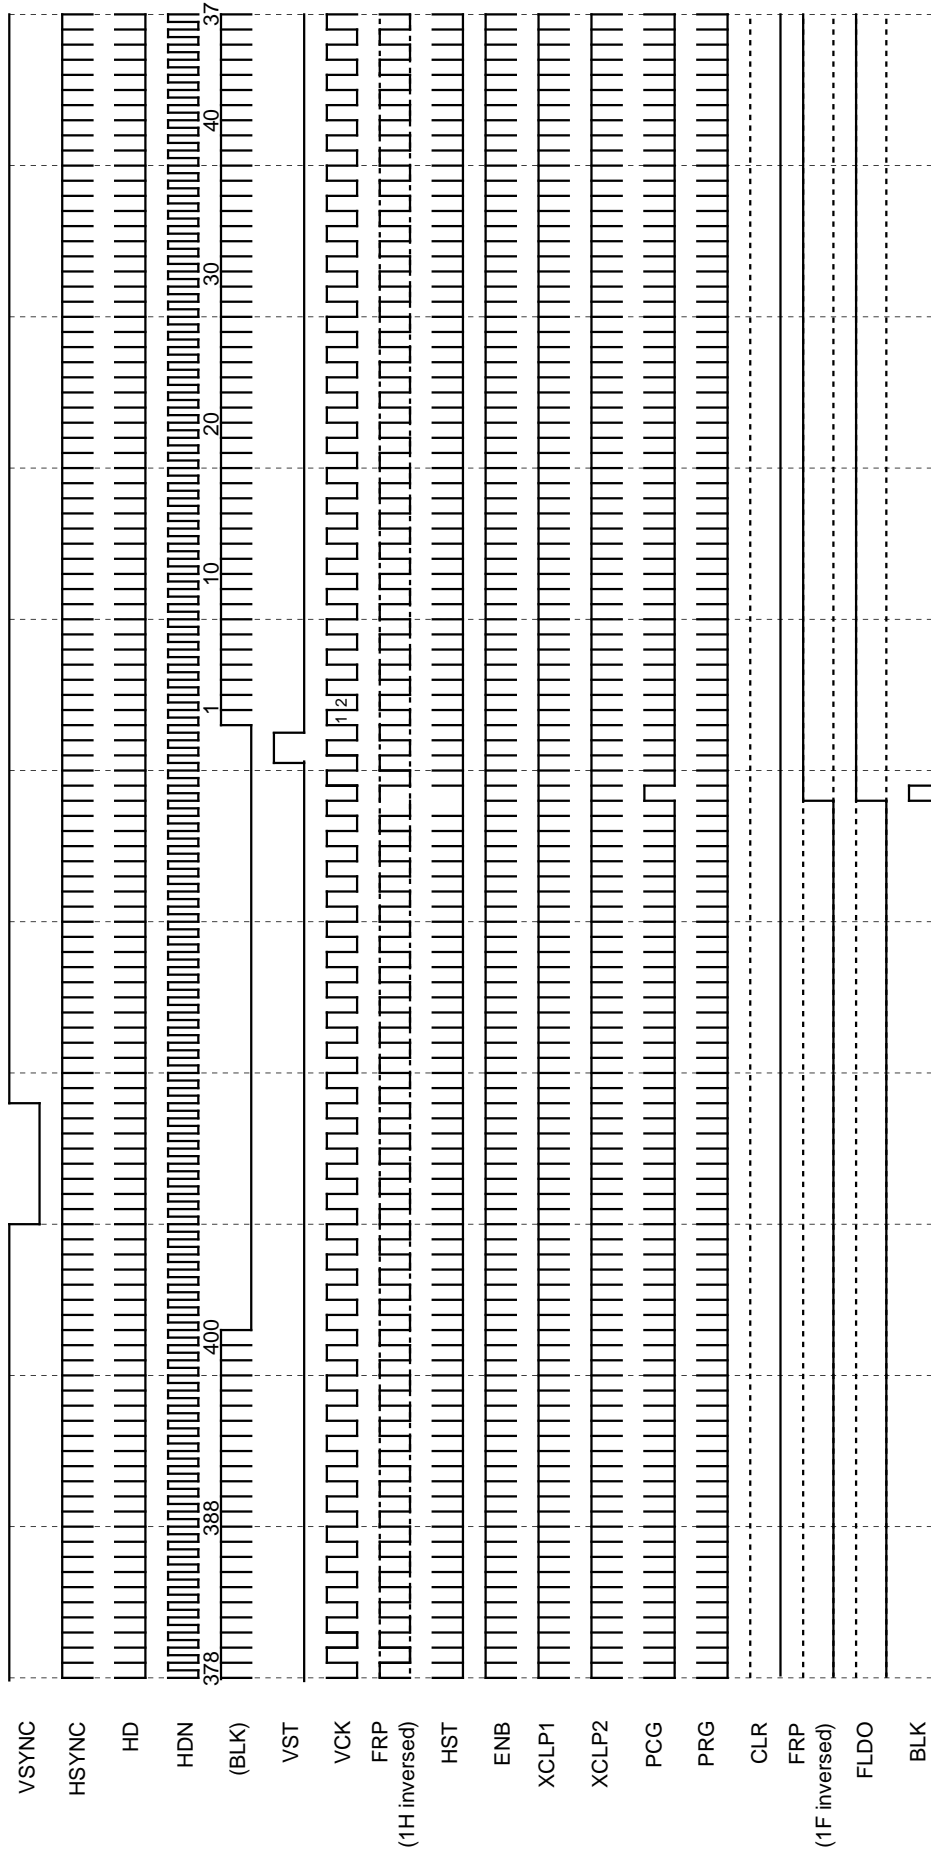 VSYNC
HSYNC
HD
HDN
(BLK)
378 388 400 1 10 20 30 40 37
VST
VCK
1 2
FRP
(1H inversed)
HST
ENB
XCLP1
XCLP2
PCG
PRG
CLR
FRP
(1F inversed)
FLDO
BLK